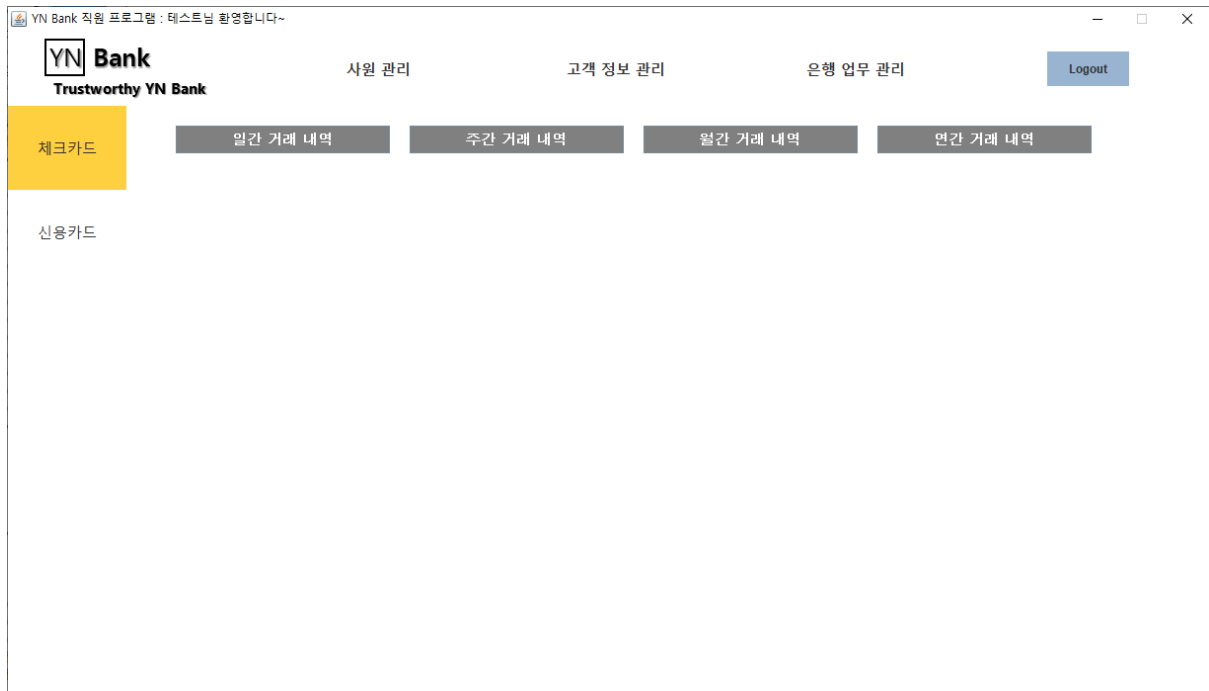 YN Bank 직원 프로그램 : 테스트님 환영합니다~
YN Bank
Trustworthy YN Bank
사원 관리
고객 정보 관리
은행 업무 관리
Logout
체크카드
일간 거래 내역
주간 거래 내역
월간 거래 내역
연간 거래 내역
신용카드